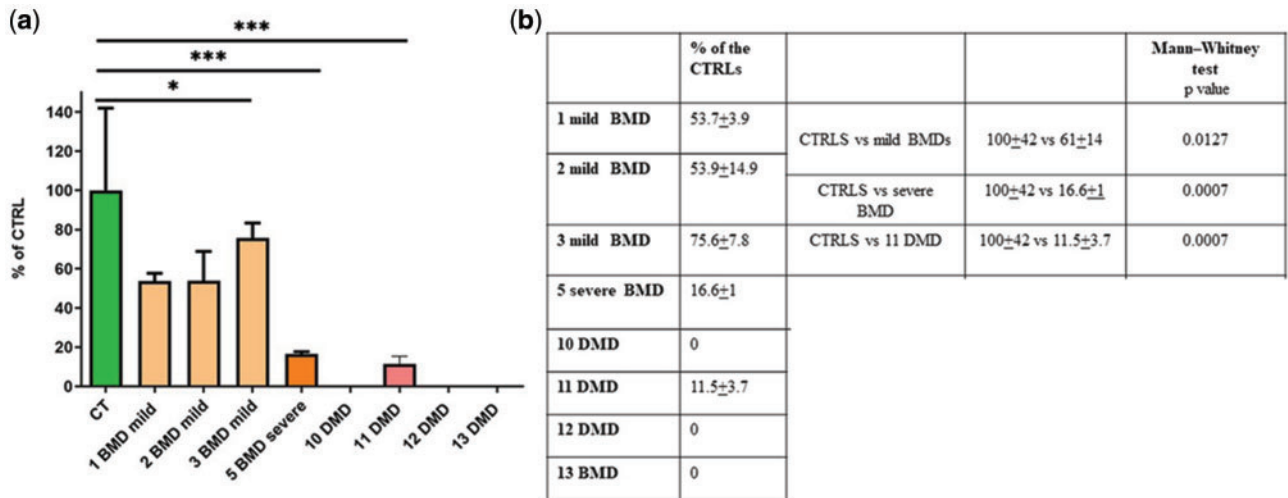 (a)
***
***
*
% of CTRL
140
120
100
80
60
40
20
0
CT
1 BMD mild
2 BMD mild
3 BMD mild
5 BMD severe
10 DMD
11 DMD
12 DMD
13 DMD
(b)
% of the
CTRLs
Mann–Whitney
test
p value
1 mild BMD
53.7±3.9
CTRLS vs mild BMDs
100±42 vs 61±14
0.0127
2 mild BMD
53.9±14.9
CTRLS vs severe
BMD
100±42 vs 16.6±1
0.0007
3 mild BMD
75.6±7.8
CTRLS vs 11 DMD
100±42 vs 11.5±3.7
0.0007
5 severe BMD
16.6±1
10 DMD
0
11 DMD
11.5±3.7
12 DMD
0
13 BMD
0